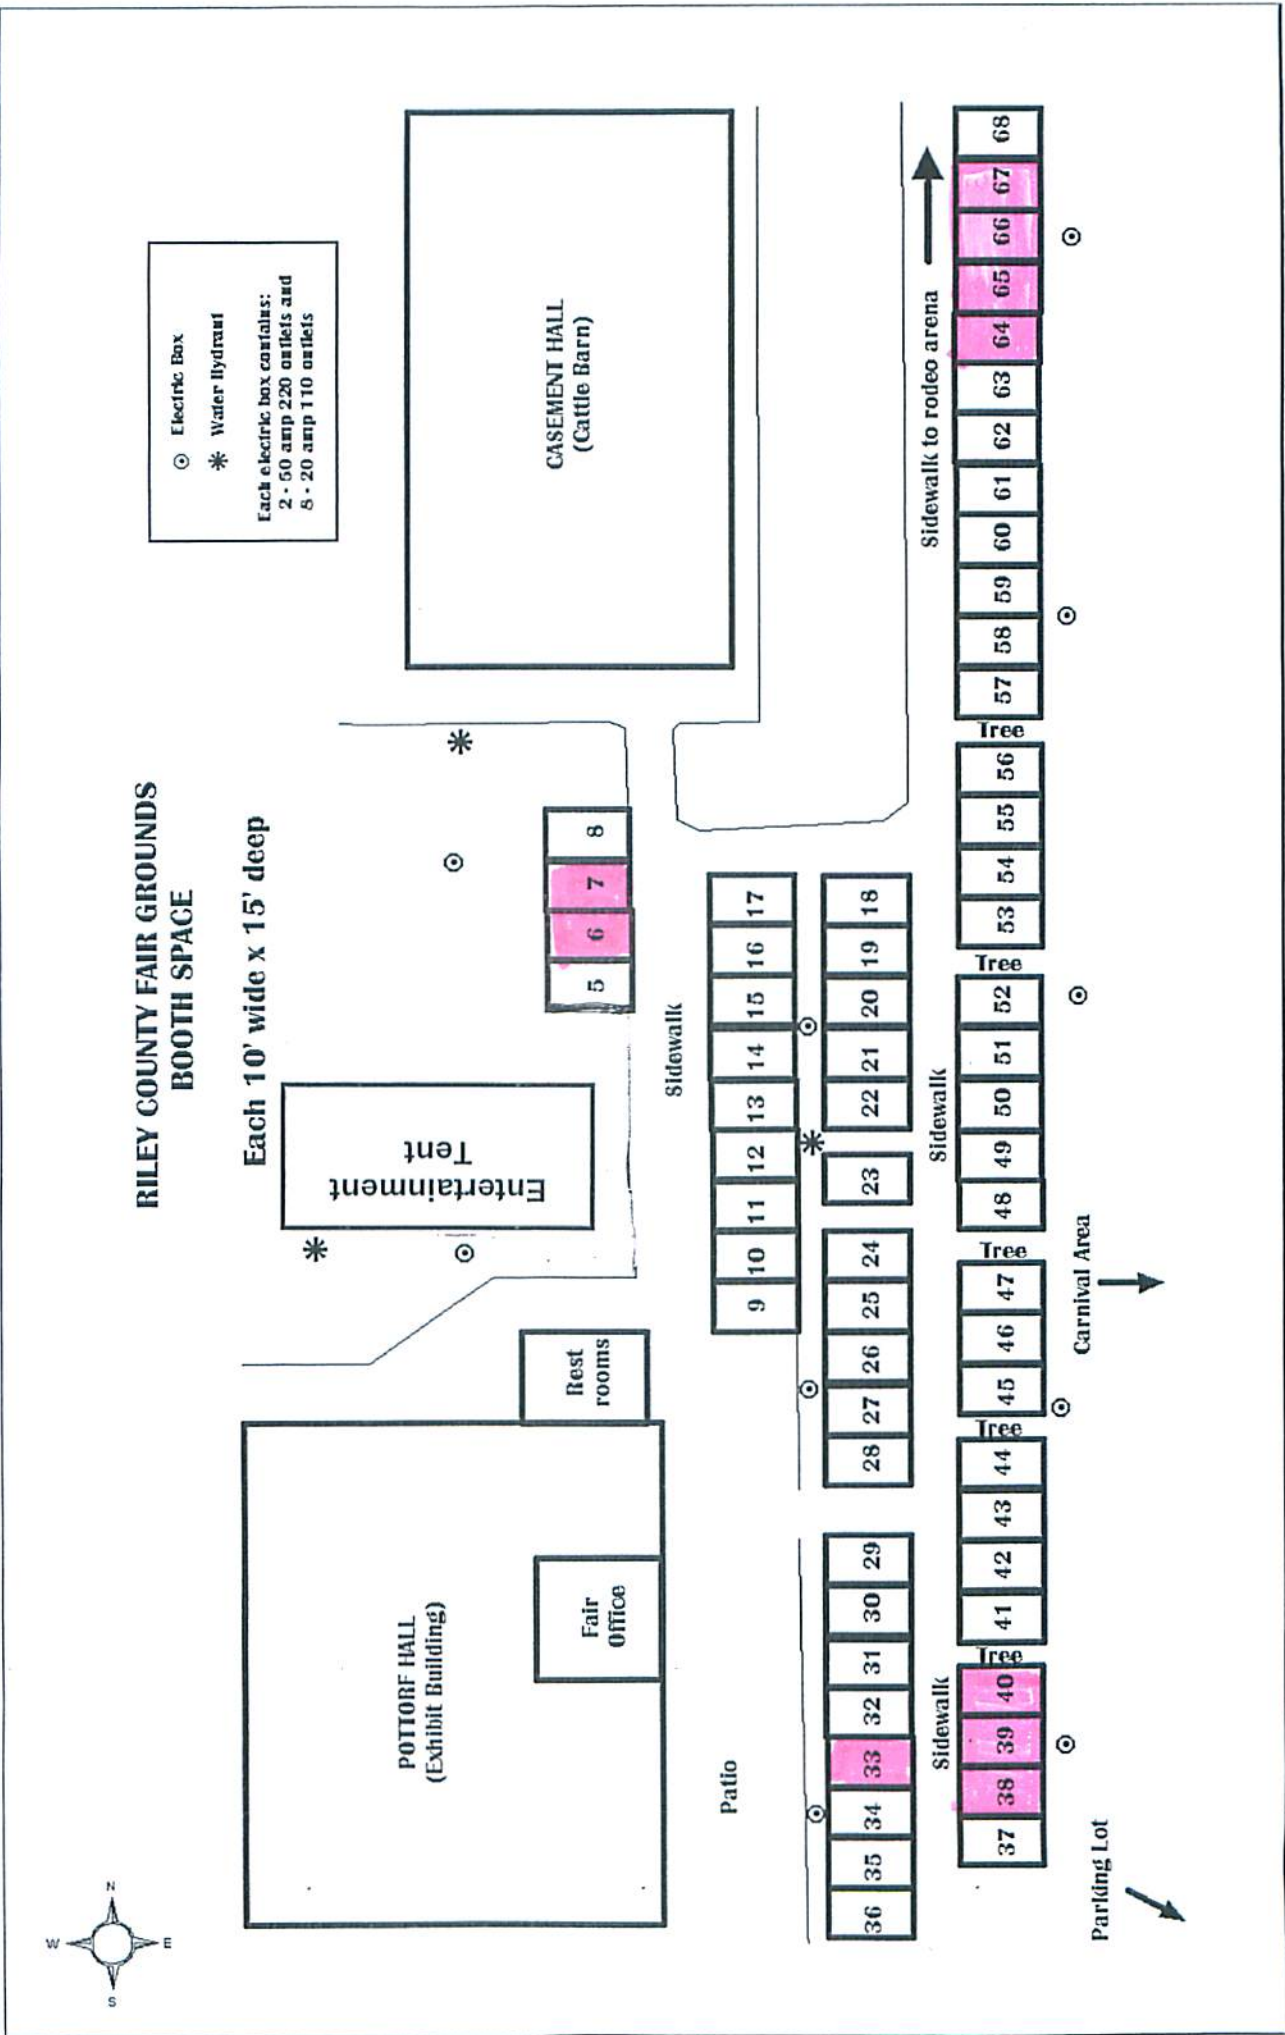 RILEY COUNTY FAIR GROUNDS
BOOTH SPACE
Each 10' wide x 15' deep
Electric Box
Water Hydrant
Each electric box contains:
2 - 50 amp 220 outlets and
8 - 20 amp 110 outlets
N
W
E
S
POTTORF HALL
(Exhibit Building)
Fair
Office
Rest
rooms
Entertainment
Tent
CASEMENT HALL
(Cattle Barn)
5 6 7 8
Sidewalk
Patio
9 10 11 12 13 14 15 16 17
36 35 34 33 32 31 30 29 28 27 26 25 24 23 22 21 20 19 18
Sidewalk
Sidewalk
Sidewalk to rodeo arena
37 38 39 40 Tree 41 42 43 44 Tree 45 46 47 Tree 48 49 50 51 52 Tree 53 54 55 56 Tree 57 58 59 60 61 62 63 64 65 66 67 68
Parking Lot
Carnival Area